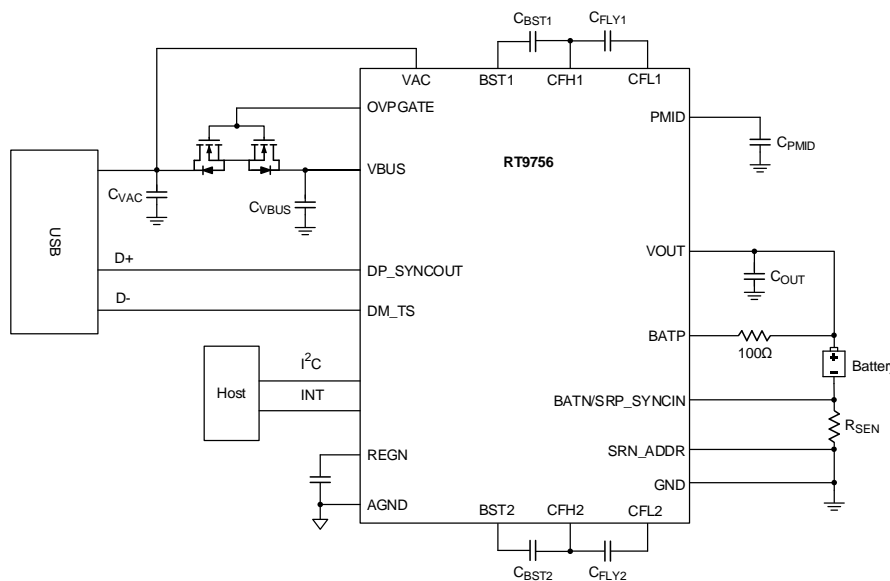 CBST1 CFLY1
VAC BST1 CFH1 CFL1
OVPGATE
PMID
CPMID
RT9756
VBUS
CVAC
CVBUS
USB
VOUT
COUT
D+
DP_SYNCOUT
D-
DM_TS
BATP
100Ω
Batter
Host
I2C
INT
BATN/SRP_SYNCIN
RSEN
REGN
SRN_ADDR
GND
AGND
BST2 CFH2 CFL2
CBST2 CFLY2